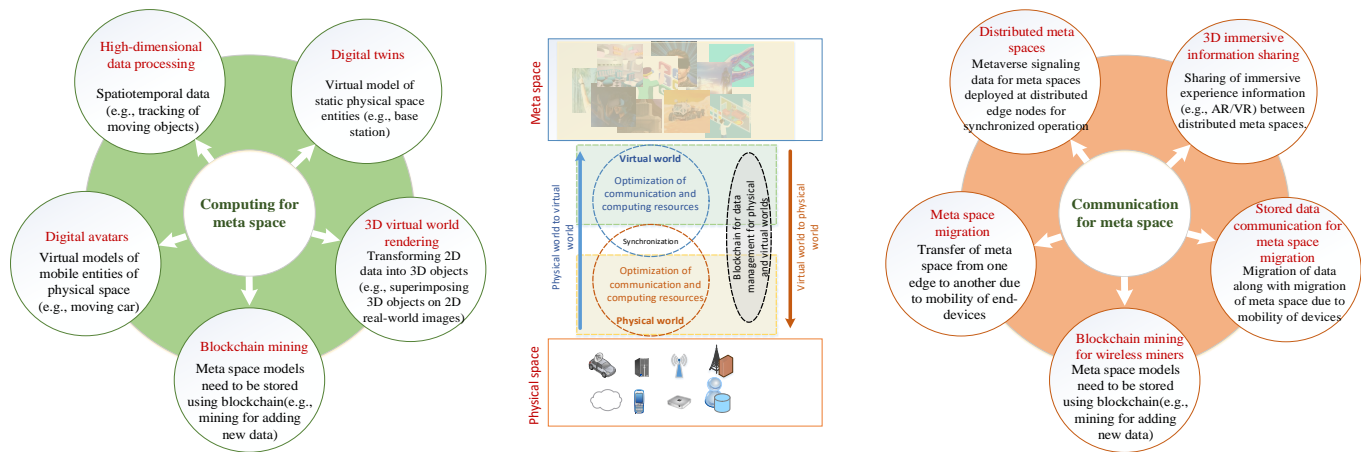 High-dimensional
data processing
Spatiotemporal data
(e.g., tracking of
moving objects)
Digital twins
Virtual model of
static physical space
entities (e.g., base
station)
Computing for
meta space
Digital avatars
Virtual models of
mobile entities of
physical space
(e.g., moving car)
3D virtual world
rendering
Transforming 2D
data into 3D objects
(e.g., superimposing
3D objects on 2D
real-world images)
Blockchain mining
Meta space models
need to be stored
using blockchain(e.g.,
mining for adding
new data)
Meta space
Physical world to virtual
world
Virtual world
Optimization of
communication and
computing resources
Synchronization
Optimization of
communication and
computing resources
Physical world
Blockchain for data
management for physical
and virtual worlds
Virtual world to physical
world
Physical space
Distributed meta
spaces
Metaverse signaling
data for meta spaces
deployed at distributed
edge nodes for
synchronized operation
3D immersive
information sharing
Sharing of immersive
experience information
(e.g., AR/VR) between
distributed meta spaces.
Communication
for meta space
Meta space
migration
Transfer of meta
space from one
edge to another due
to mobility of end-
devices
Stored data
communication for
meta space
migration
Migration of data
along with migration
of meta space due to
mobility of devices
Blockchain mining
for wireless miners
Meta space models
need to be stored
using blockchain(e.g.,
mining for adding
new data)